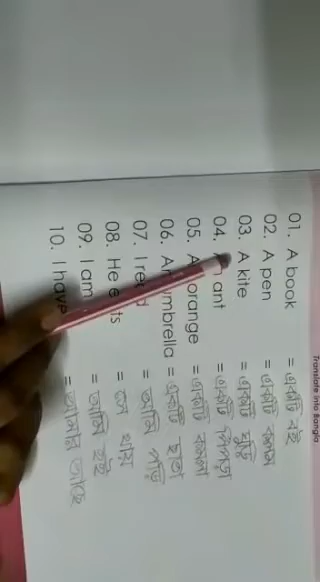 Translate into Bangla
01. A book = একটি বই
02. A pen = একটি কলম
03. A kite = একটি ঘুড়ি
04. ant = একটি পিঁপড়া
05. orange = একটি কমলা
06. umbrella = একটি ছাতা
07. I = আমি পড়ি
08. He = সে খায়
09. I am = আমি হই
10. I have = আমার আছে